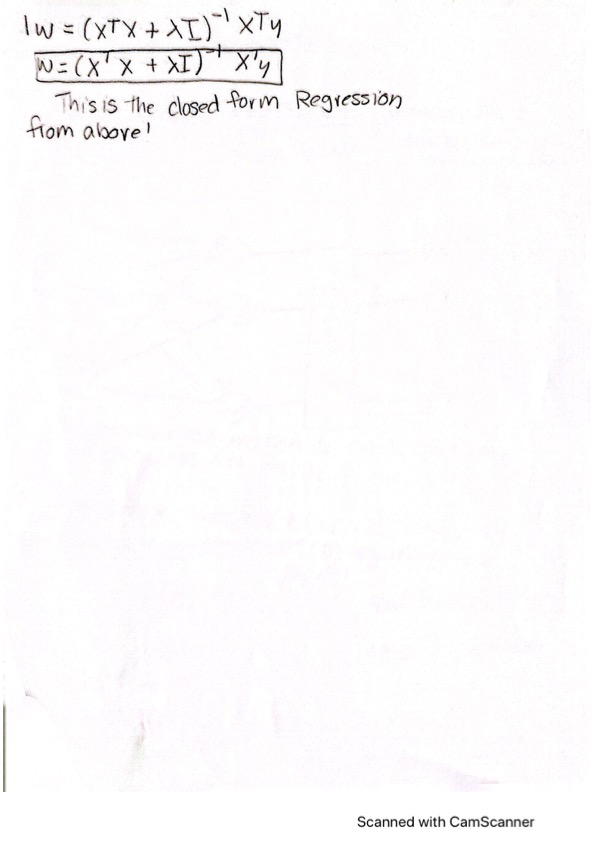 Iw = (XᵀX + λI)⁻¹ Xᵀy
w = (Xᵀ X + λI)⁻¹ Xᵀy
This is the closed form Regression
from above!
Scanned with CamScanner